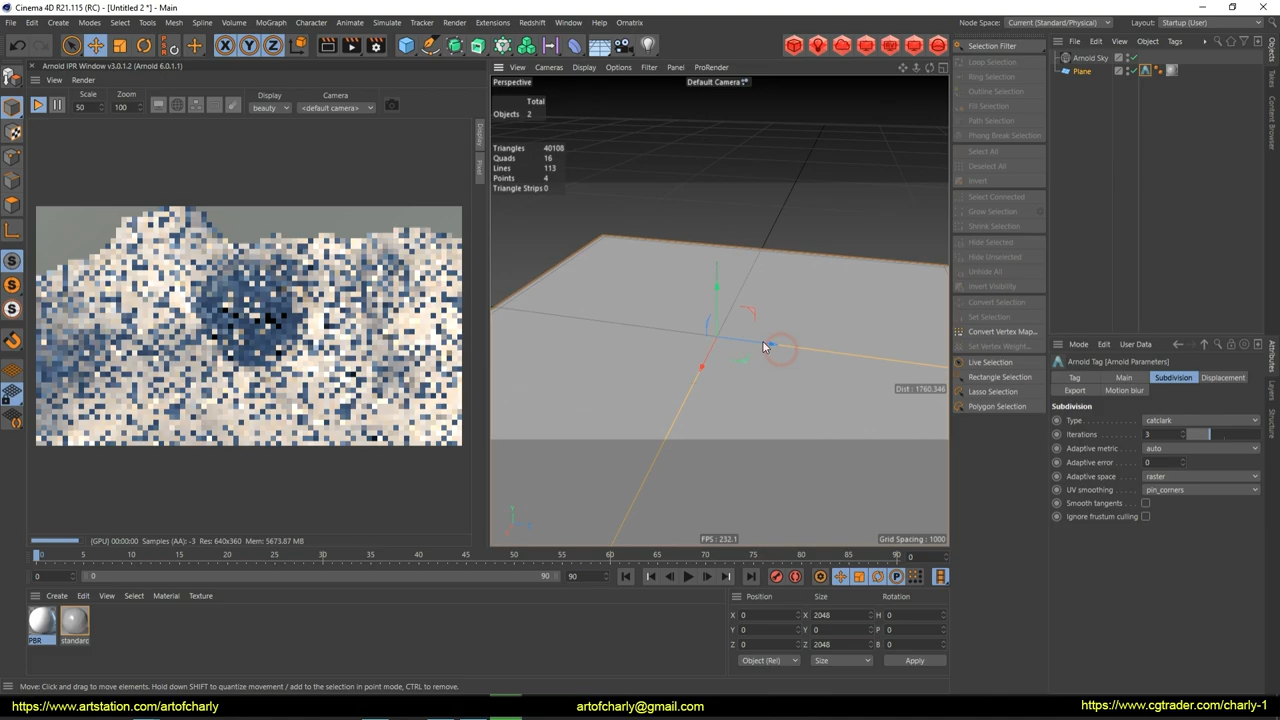 Cinema 4D R21.115 (RC) - [Untitled 2 *] - Main
File Edit Create Modes Select Tools Mesh Spline Volume MoGraph Character Animate Simulate Tracker Render Extensions Redshift Window Help Ornatrix
Node Space: Current (Standard/Physical) Layout: Startup (User)
Arnold IPR Window v3.0.1.2 (Arnold 6.0.1.1)
View Render
Scale Zoom Display Camera
50 100 beauty <default camera>
Display
Pixel
Cameras Display Options Filter Panel ProRender
Perspective Default Camera
Total
Objects 2
Triangles 40108
Quads 16
Lines 113
Points 4
Triangle Strips 0
Dist : 1760.346
FPS : 232.1
Grid Spacing : 1000
[GPU] 00:00:00 Samples (AA): -3 Res: 640x360 Mem: 5673.87 MB
Selection Filter
Loop Selection
Ring Selection
Outline Selection
Fill Selection
Path Selection
Phong Break Selection
Select All
Deselect All
Invert
Select Connected
Grow Selection
Shrink Selection
Hide Selected
Hide Unselected
Unhide All
Invert Visibility
Convert Selection
Set Selection
Convert Vertex Map...
Set Vertex Weight...
Live Selection
Rectangle Selection
Lasso Selection
Polygon Selection
File Edit View Object Tags
Arnold Sky
Plane
Objects
Takes
Content Browser
Mode Edit User Data
Arnold Tag [Arnold Parameters]
Tag Main Subdivision Displacement
Export Motion blur
Subdivision
Type catclark
Iterations 3
Adaptive metric auto
Adaptive error 0
Adaptive space raster
UV smoothing pin_corners
Smooth tangents
Ignore frustum culling
Attributes
Layers
Structure
0 5 10 15 20 25 30 35 40 45 50 55 60 65 70 75 80 85 90 0
0 0 90 90
Create Edit View Select Material Texture
PBR standard
Position Size Rotation
X 0 X 2048 H 0
Y 0 Y 0 P 0
Z 0 Z 2048 B 0
Object (Rel) Size Apply
Move: Click and drag to move elements. Hold down SHIFT to quantize movement / add to the selection in point mode, CTRL to remove.
https://www.artstation.com/artofcharly artofcharly@gmail.com https://www.cgtrader.com/charly-1